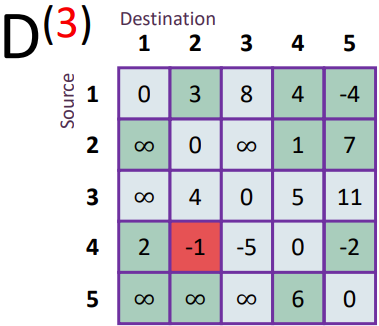 D(3)
Destination
1 2 3 4 5
Source
1 0 3 8 4 -4
2 ∞ 0 ∞ 1 7
3 ∞ 4 0 5 11
4 2 -1 -5 0 -2
5 ∞ ∞ ∞ 6 0